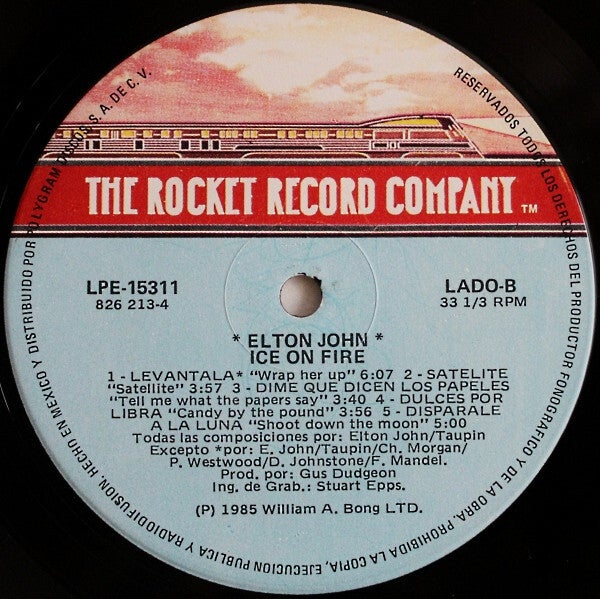 THE ROCKET RECORD COMPANY ™
LPE-15311
826 213-4
LADO-B
33 1/3 RPM
* ELTON JOHN *
ICE ON FIRE
1 - LEVANTALA* “Wrap her up” 6:07 2 - SATELITE
“Satellite” 3:57 3 - DIME QUE DICEN LOS PAPELES
“Tell me what the papers say” 3:40 4 - DULCES POR
LIBRA “Candy by the pound” 3:56 5 - DISPARALE
A LA LUNA “Shoot down the moon” 5:00
Todas las composiciones por: Elton John/Taupin
Excepto *por: E. John/Taupin/Ch. Morgan/
P. Westwood/D. Johnstone/F. Mandel.
Prod. por: Gus Dudgeon
Ing. de Grab.: Stuart Epps.
(P) 1985 William A. Bong LTD.
HECHO EN MEXICO Y DISTRIBUIDO POR POLYGRAM DISCOS, S. A. DE C. V.
RESERVADOS TODOS LOS DERECHOS DEL PRODUCTOR FONOGRAFICO Y DE LA OBRA. PROHIBIDA LA COPIA, EJECUCION PUBLICA Y RADIODIFUSION.